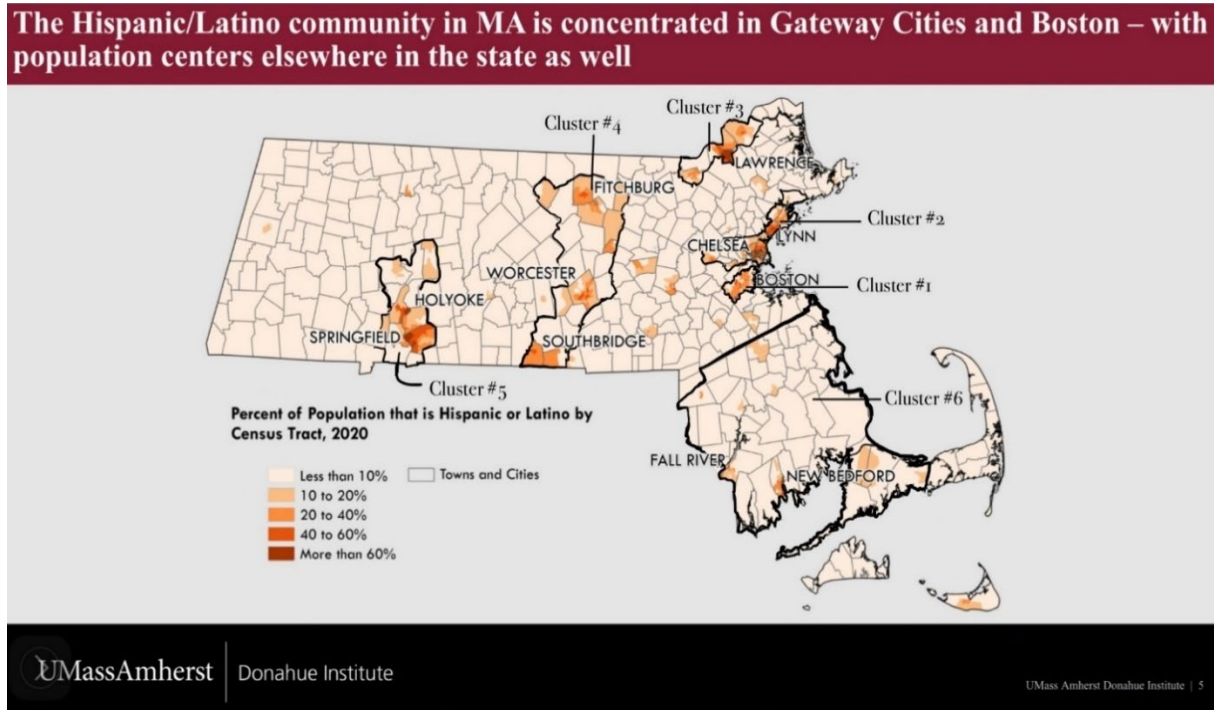 The Hispanic/Latino community in MA is concentrated in Gateway Cities and Boston – with
population centers elsewhere in the state as well
Cluster #3
Cluster #4
LAWRENCE
FITCHBURG
Cluster #2
LYNN
CHELSEA
WORCESTER
BOSTON
Cluster #1
HOLYOKE
SPRINGFIELD
SOUTHBRIDGE
Cluster #5
Cluster #6
Percent of Population that is Hispanic or Latino by
Census Tract, 2020
FALL RIVER
NEW BEDFORD
Less than 10%
Towns and Cities
10 to 20%
20 to 40%
40 to 60%
More than 60%
UMassAmherst
Donahue Institute
UMass Amherst Donahue Institute | 5